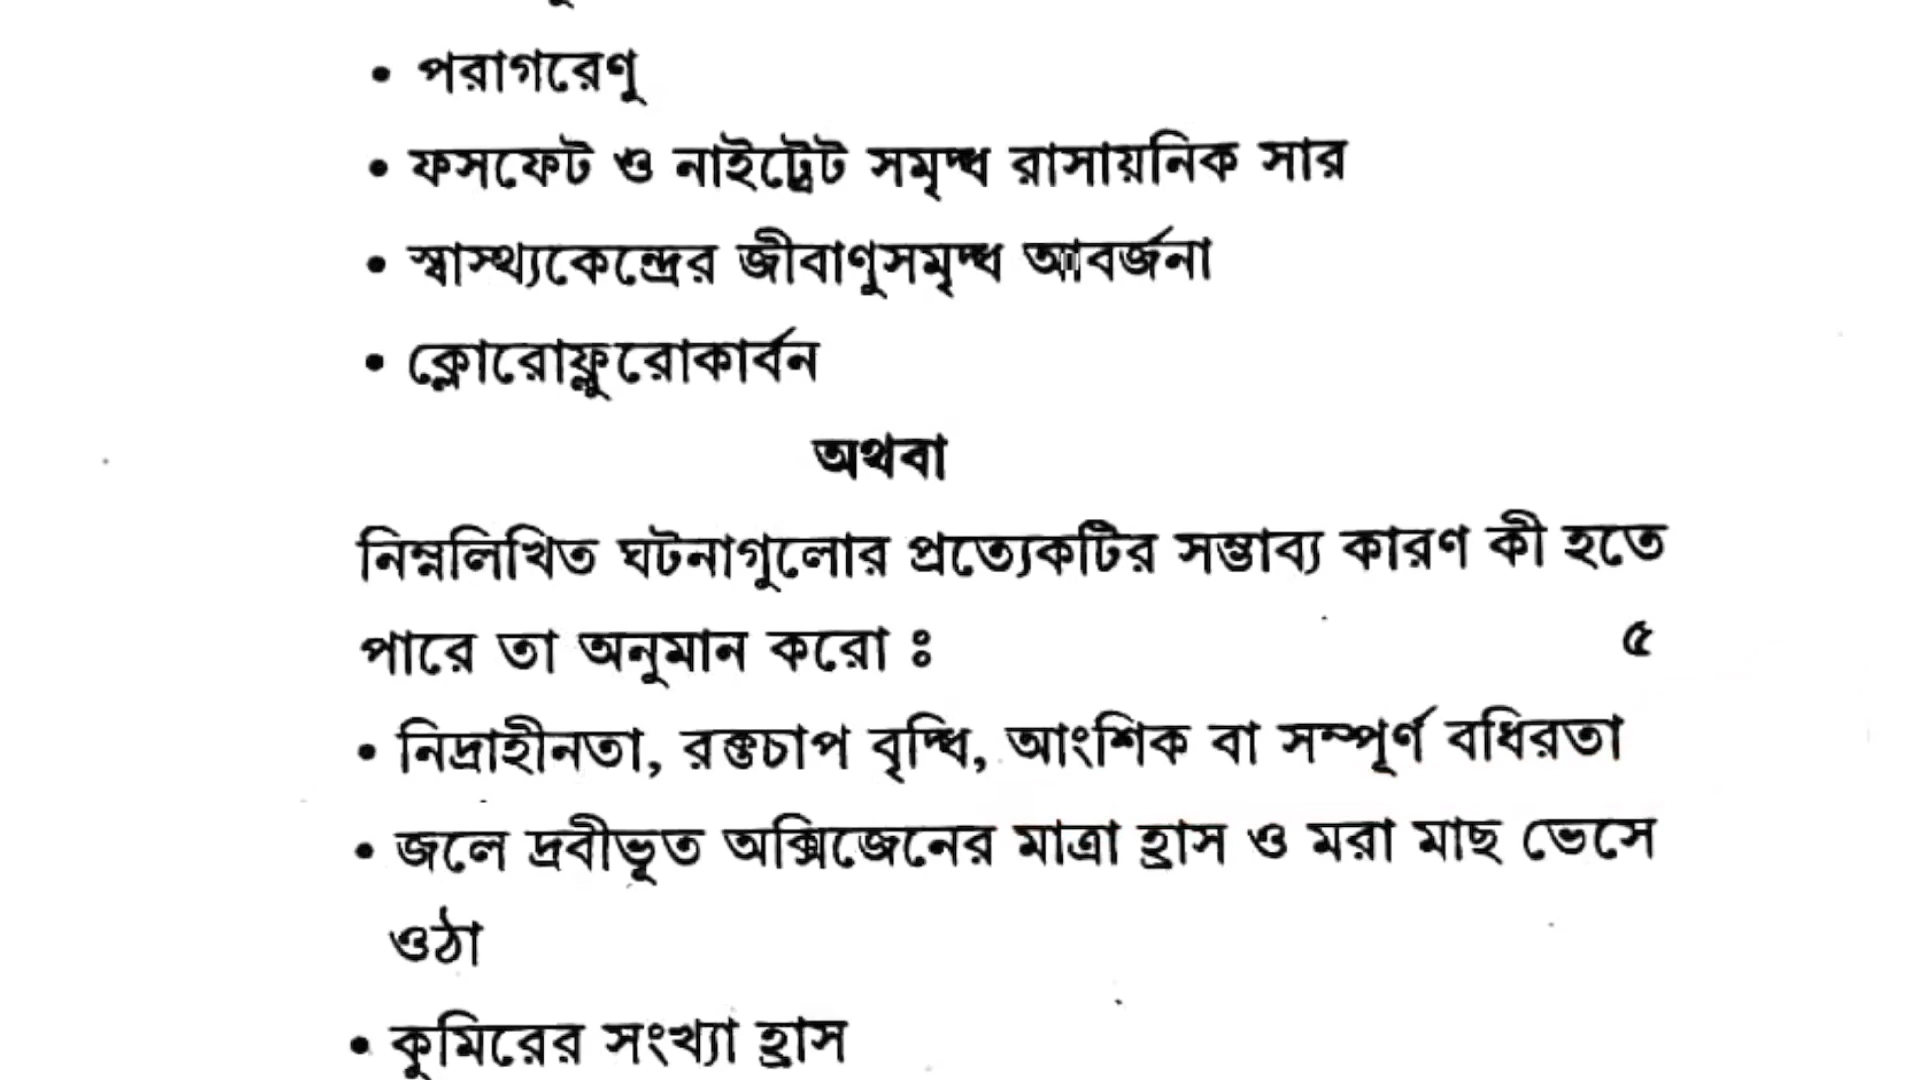 • পরাগরেণু
• ফসফেট ও নাইট্রেট সমৃদ্ধ রাসায়নিক সার
• স্বাস্থ্যকেন্দ্রের জীবাণুসমৃদ্ধ আবর্জনা
• ক্লোরোফ্লুরোকার্বন
অথবা
নিম্নলিখিত ঘটনাগুলোর প্রত্যেকটির সম্ভাব্য কারণ কী হতে
পারে তা অনুমান করো ঃ ৫
• নিদ্রাহীনতা, রক্তচাপ বৃদ্ধি, আংশিক বা সম্পূর্ণ বধিরতা
• জলে দ্রবীভূত অক্সিজেনের মাত্রা হ্রাস ও মরা মাছ ভেসে
ওঠা
• কুমিরের সংখ্যা হ্রাস